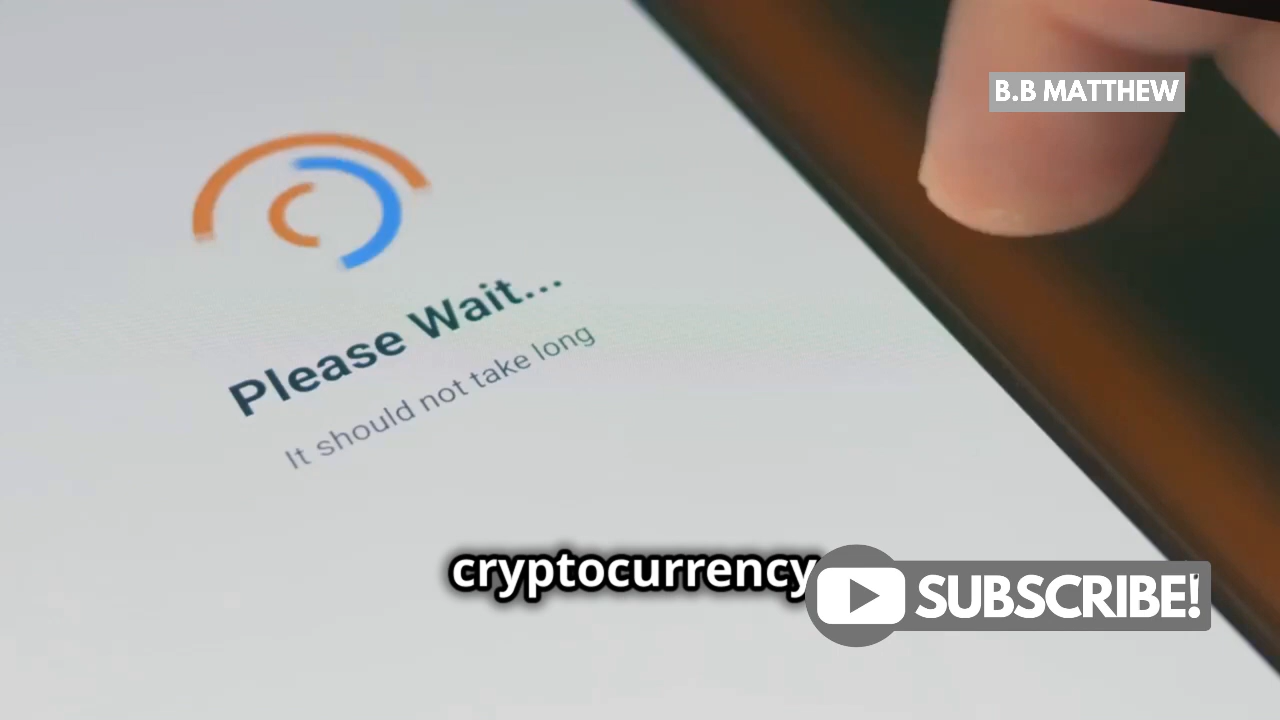 B.B MATTHEW
Please Wait...
It should not take long
cryptocurrency
SUBSCRIBE!